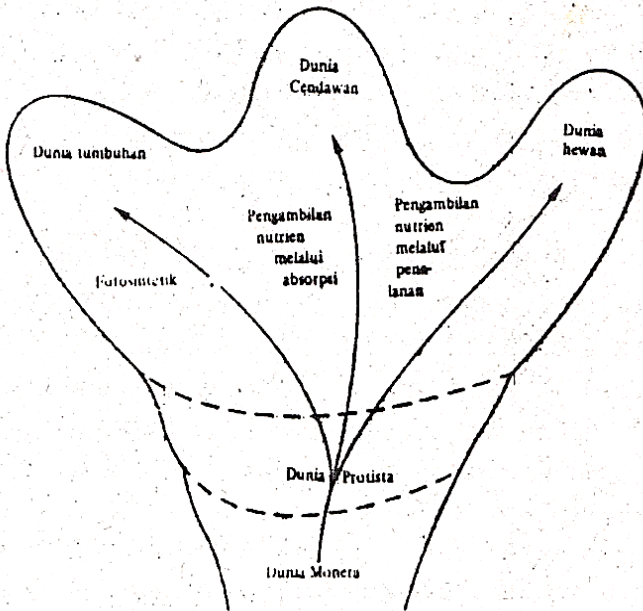 Dunia
Cendawan
Dunia tumbuhan
Dunia
hewan
Pengambilan
nutrien
melalui
absorpsi
Pengambilan
nutrien
melalui
pene-
lanan
Fotosintetik
Dunia Protista
Dunia Monera